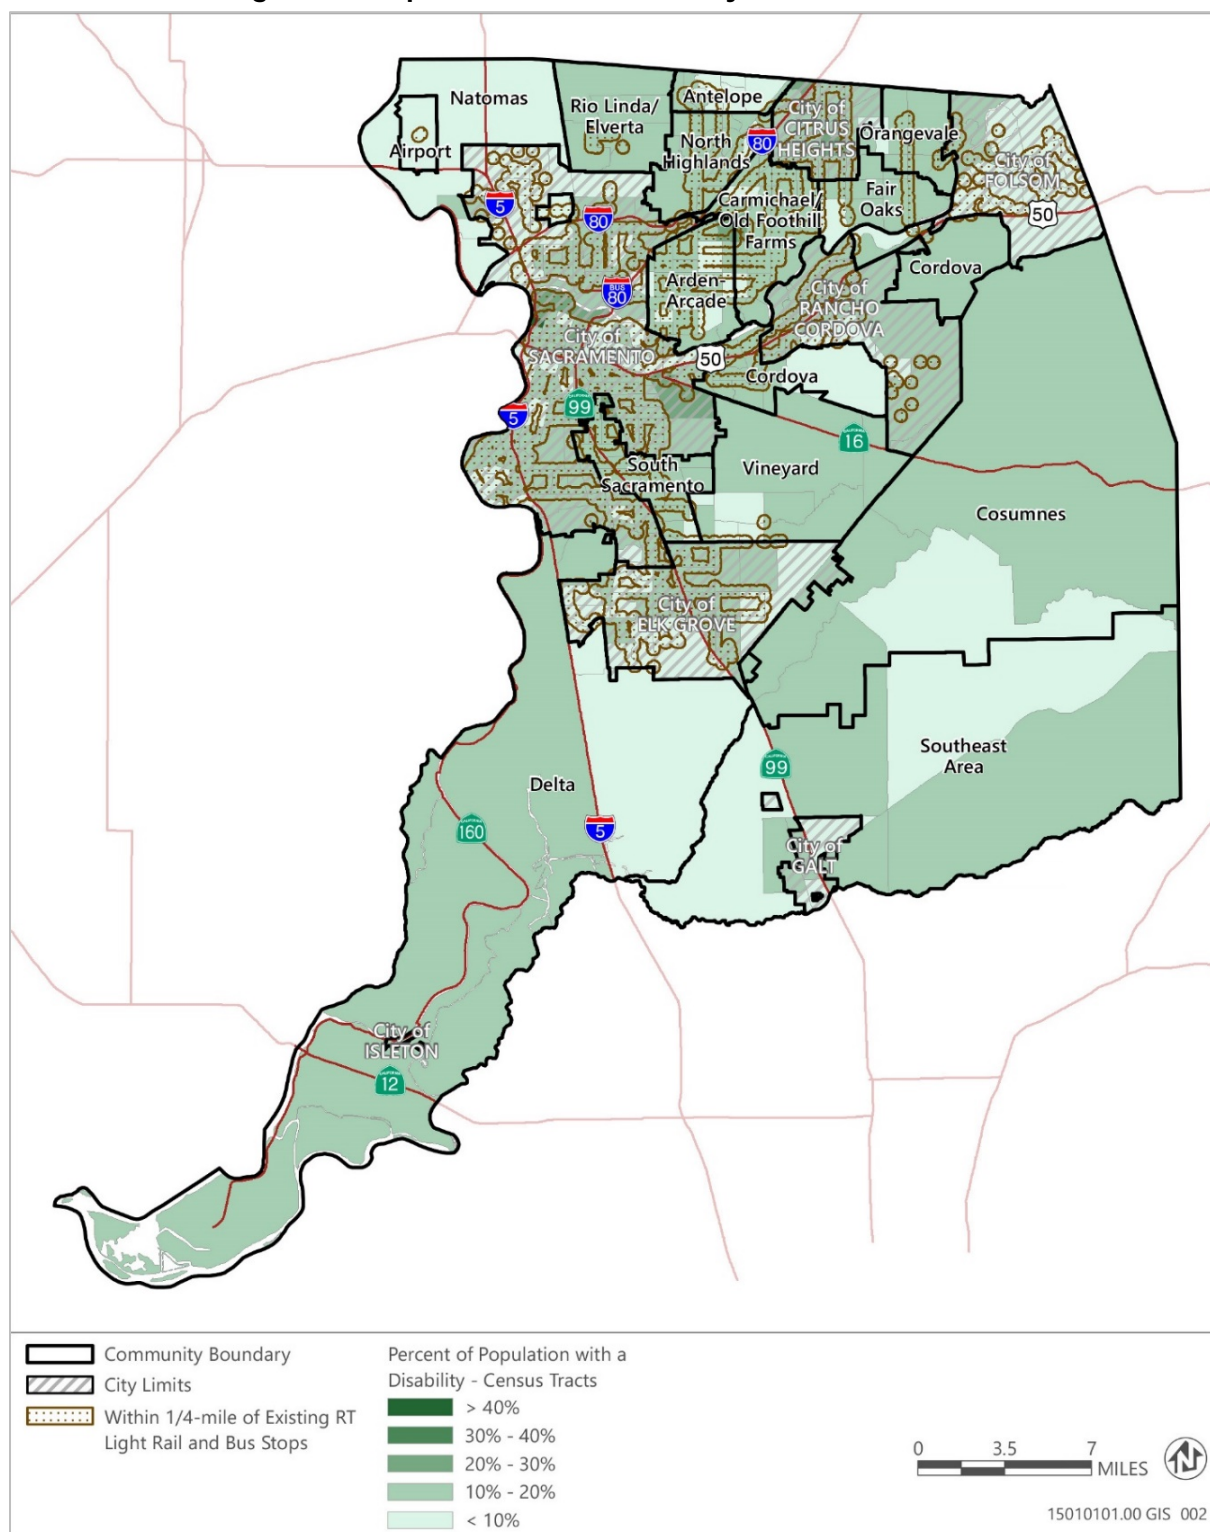 Natomas
Rio Linda/
Elverta
Antelope
City of
CITRUS
HEIGHTS
Orangevale
Airport
North
Highlands
80
City of
FOLSOM
5
80
Carmichael/
Old Foothill
Farms
Fair
Oaks
50
Cordova
BUS
80
Arden-
Arcade
City of
RANCHO
CORDOVA
City of
SACRAMENTO
50
Cordova
5
99
16
South
Sacramento
Vineyard
Cosumnes
City of
ELK GROVE
Southeast
Area
99
Delta
160
5
City of
GALT
City of
ISLETON
12
Community Boundary
City Limits
Within 1/4-mile of Existing RT
Light Rail and Bus Stops
Percent of Population with a
Disability - Census Tracts
> 40%
30% - 40%
20% - 30%
10% - 20%
< 10%
0 3.5 7
MILES
N
15010101.00 GIS 002